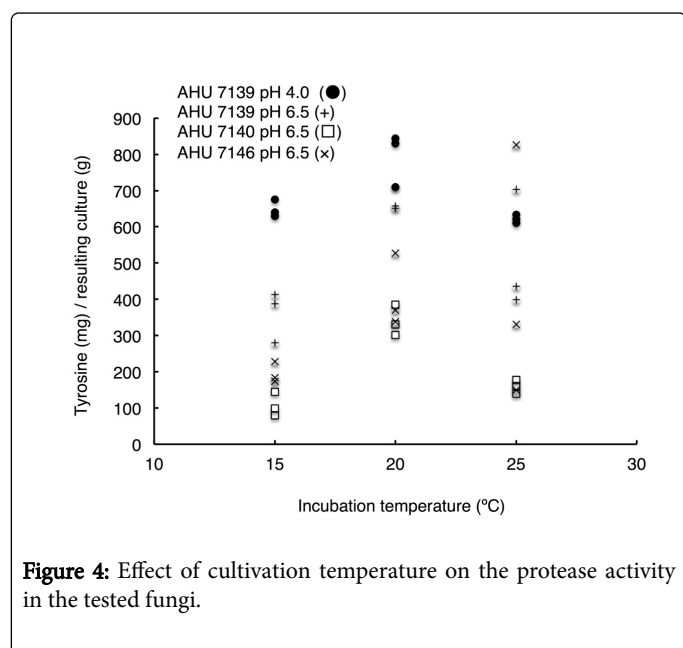 AHU 7139 pH 4.0 (●)
AHU 7139 pH 6.5 (+)
AHU 7140 pH 6.5 (□)
AHU 7146 pH 6.5 (×)
900
800
700
600
500
400
300
200
100
0
Tyrosine (mg) / resulting culture (g)
10 15 20 25 30
Incubation temperature (ºC)
Figure 4: Effect of cultivation temperature on the protease activity
in the tested fungi.